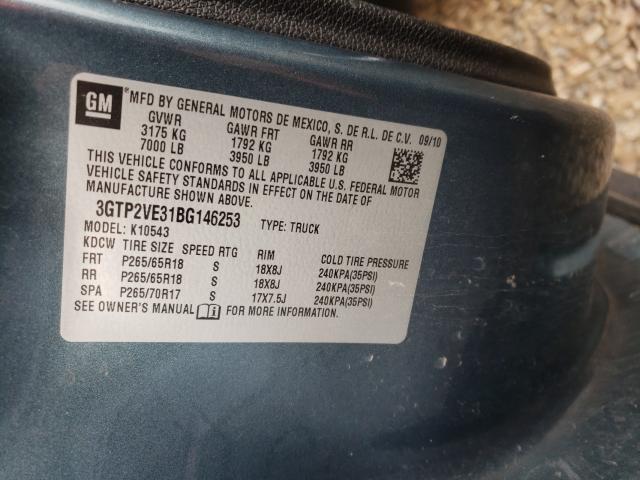 GM
MFD BY GENERAL MOTORS DE MEXICO, S. DE R.L. DE C.V. 09/10
GVWR GAWR FRT GAWR RR
3175 KG 1792 KG 1792 KG
7000 LB 3950 LB 3950 LB
THIS VEHICLE CONFORMS TO ALL APPLICABLE U.S. FEDERAL MOTOR
VEHICLE SAFETY STANDARDS IN EFFECT ON THE DATE OF
MANUFACTURE SHOWN ABOVE.
3GTP2VE31BG146253 TYPE: TRUCK
MODEL: K10543
KDCW TIRE SIZE SPEED RTG RIM COLD TIRE PRESSURE
FRT P265/65R18 S 18X8J 240KPA(35PSI)
RR P265/65R18 S 18X8J 240KPA(35PSI)
SPA P265/70R17 S 17X7.5J 240KPA(35PSI)
SEE OWNER'S MANUAL FOR MORE INFORMATION.